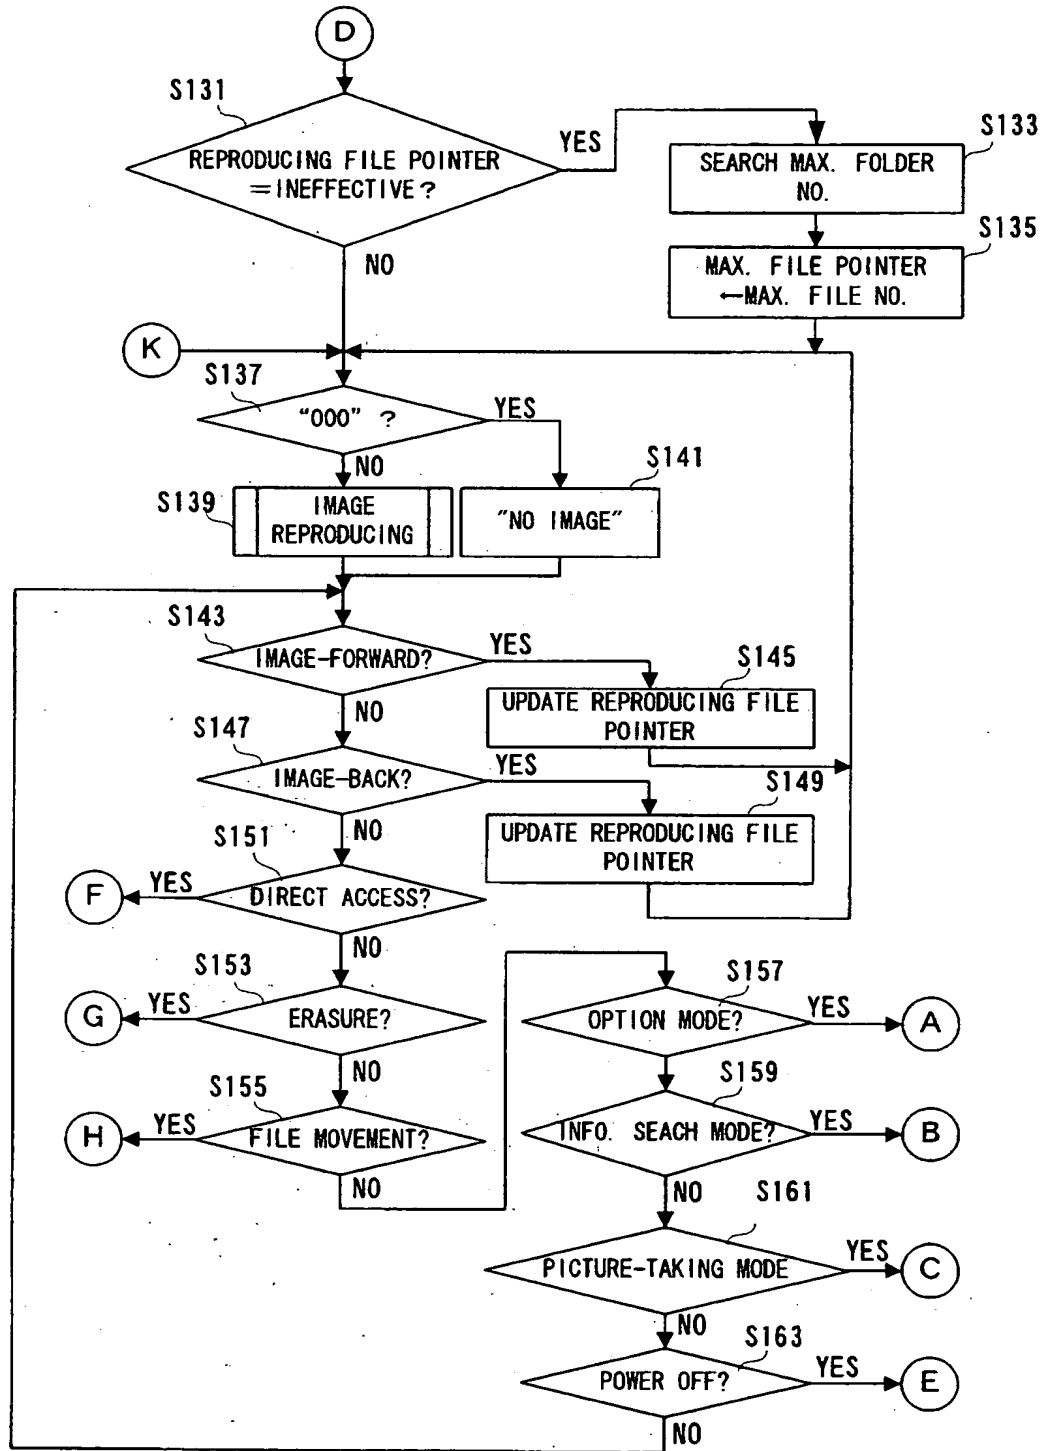 D
S131
REPRODUCING FILE POINTER
=INEFFECTIVE?
YES
NO
S133
SEARCH MAX. FOLDER
NO.
S135
MAX. FILE POINTER
←MAX. FILE NO.
K
S137
"000" ?
YES
NO
S139
IMAGE
REPRODUCING
S141
"NO IMAGE"
S143
IMAGE-FORWARD?
YES
NO
S145
UPDATE REPRODUCING FILE
POINTER
S147
IMAGE-BACK?
YES
NO
S149
UPDATE REPRODUCING FILE
POINTER
S151
DIRECT ACCESS?
YES
F
NO
S153
ERASURE?
YES
G
NO
S155
FILE MOVEMENT?
YES
H
NO
S157
OPTION MODE?
YES
A
S159
INFO. SEACH MODE?
YES
B
NO
S161
PICTURE-TAKING MODE
YES
C
NO
S163
POWER OFF?
YES
E
NO